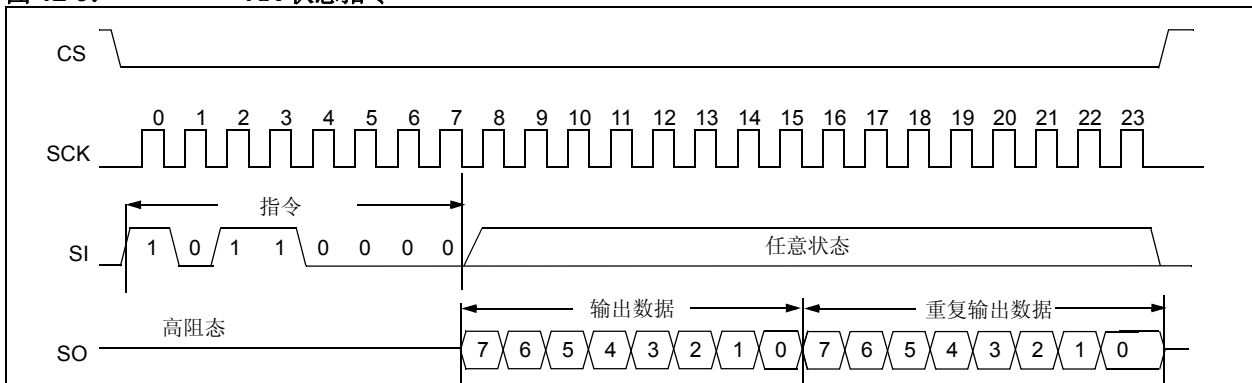 CS
0 1 2 3 4 5 6 7 8 9 10 11 12 13 14 15 16 17 18 19 20 21 22 23
SCK
指令
SI 1 0 1 1 0 0 0 0 任意状态
输出数据 重复输出数据
高阻态
SO 7 6 5 4 3 2 1 0 7 6 5 4 3 2 1 0